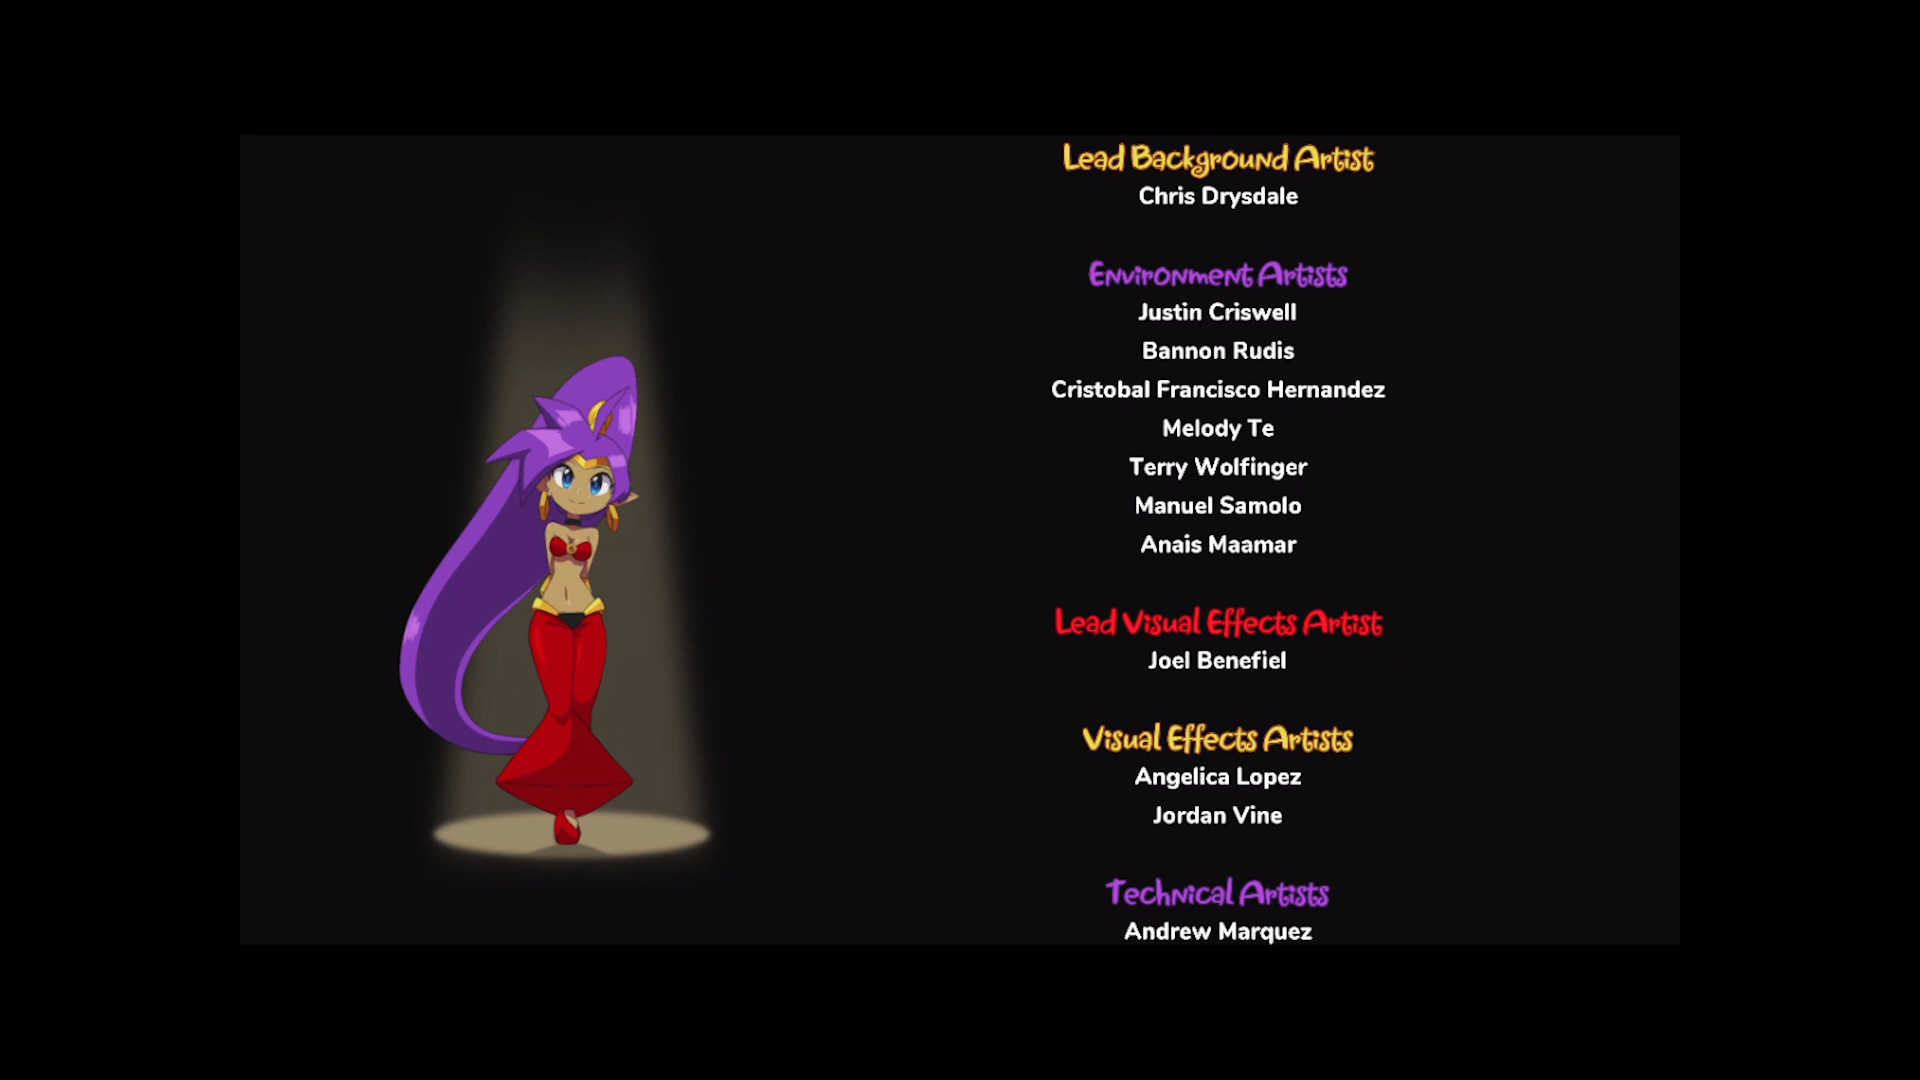 Lead Background Artist
Chris Drysdale
Environment Artists
Justin Criswell
Bannon Rudis
Cristobal Francisco Hernandez
Melody Te
Terry Wolfinger
Manuel Samolo
Anais Maamar
Lead Visual Effects Artist
Joel Benefiel
Visual Effects Artists
Angelica Lopez
Jordan Vine
Technical Artists
Andrew Marquez